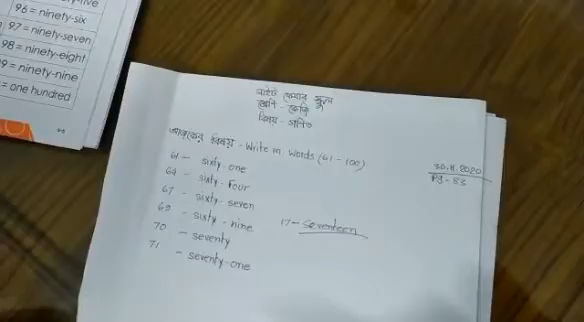 96 = ninety-six
97 = ninety-seven
98 = ninety-eight
9 = ninety-nine
= one hundred
স্কুল
শ্রেণি - কেজি
বিষয় - গণিত
আজকের বিষয় - Write in words (61 - 100)
30.11.2020
Pg - 53
61 - sixty-one
64 - sixty-four
67 - sixty-seven
69 - sixty-nine
17 - seventeen
70 - seventy
71 - seventy-one